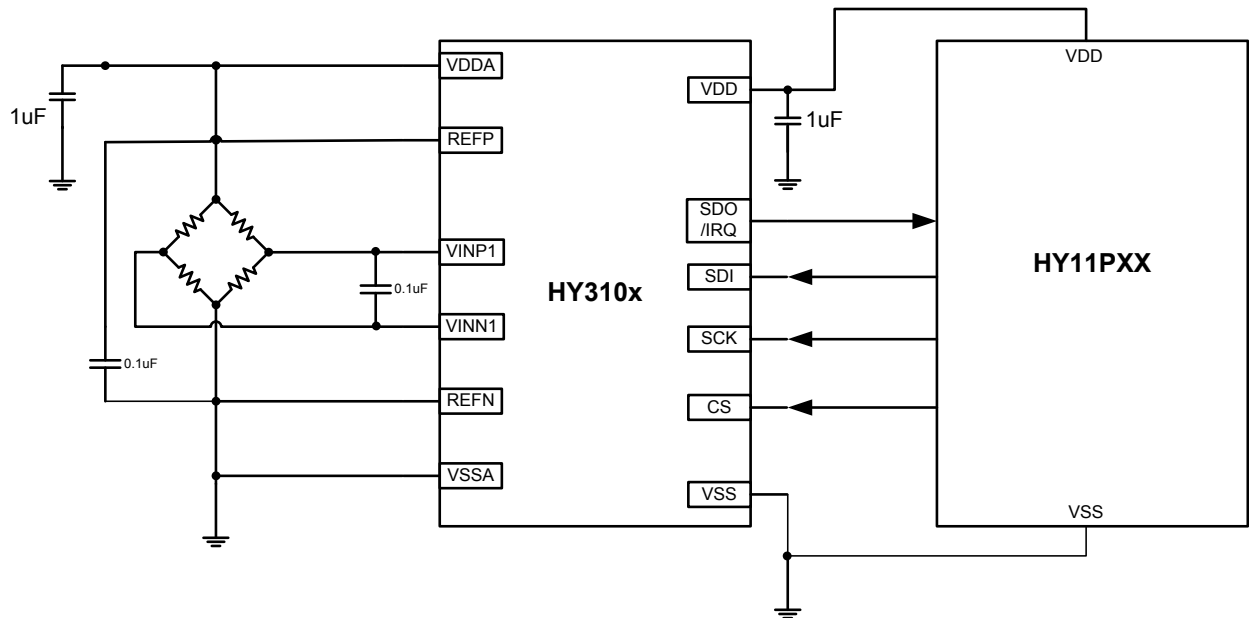 VDDA
1uF
REFP
VINP1
0.1uF
VINN1
0.1uF
REFN
VSSA
HY310x
VDD
1uF
SDO
/IRQ
SDI
SCK
CS
VSS
VDD
HY11PXX
VSS